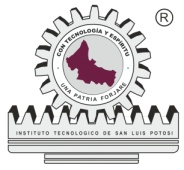 ®
CON TECNOLOGÍA Y ESPÍRITU
UNA PATRIA FORJARE
INSTITUTO TECNOLOGICO DE SAN LUIS POTOSI